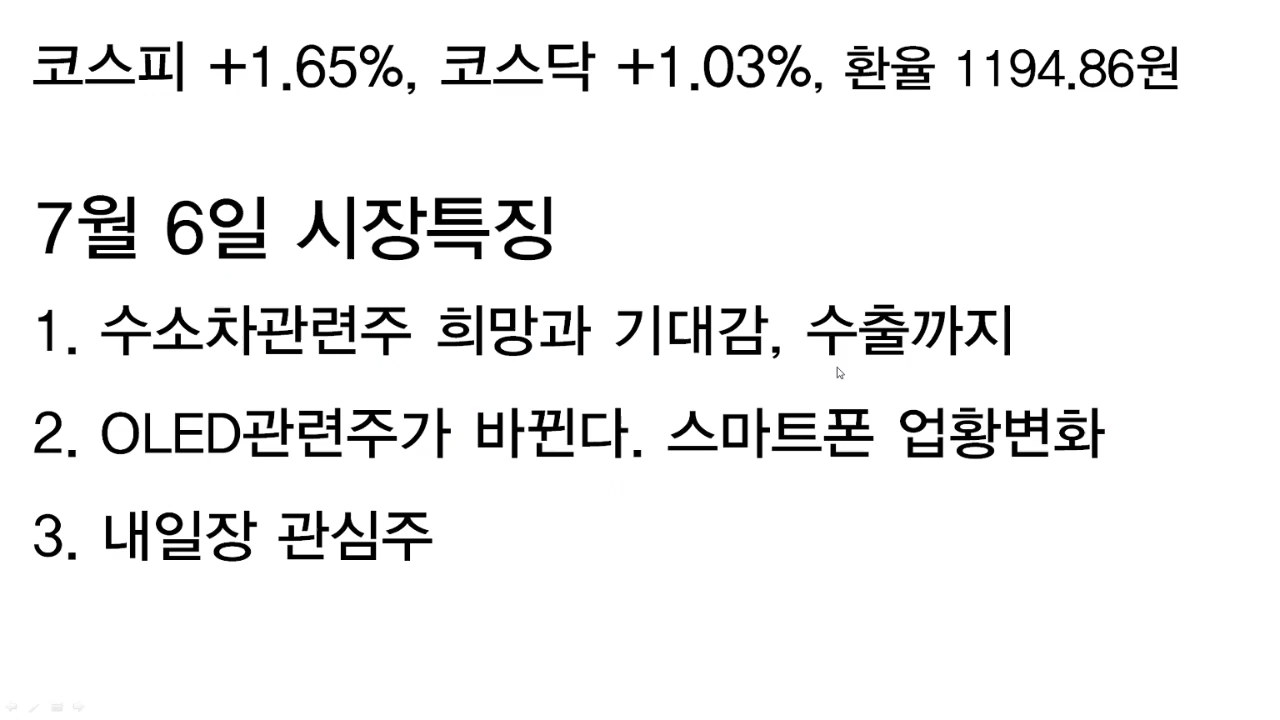 코스피 +1.65%, 코스닥 +1.03%, 환율 1194.86원
7월 6일 시장특징
1. 수소차관련주 희망과 기대감, 수출까지
2. OLED관련주가 바뀐다. 스마트폰 업황변화
3. 내일장 관심주